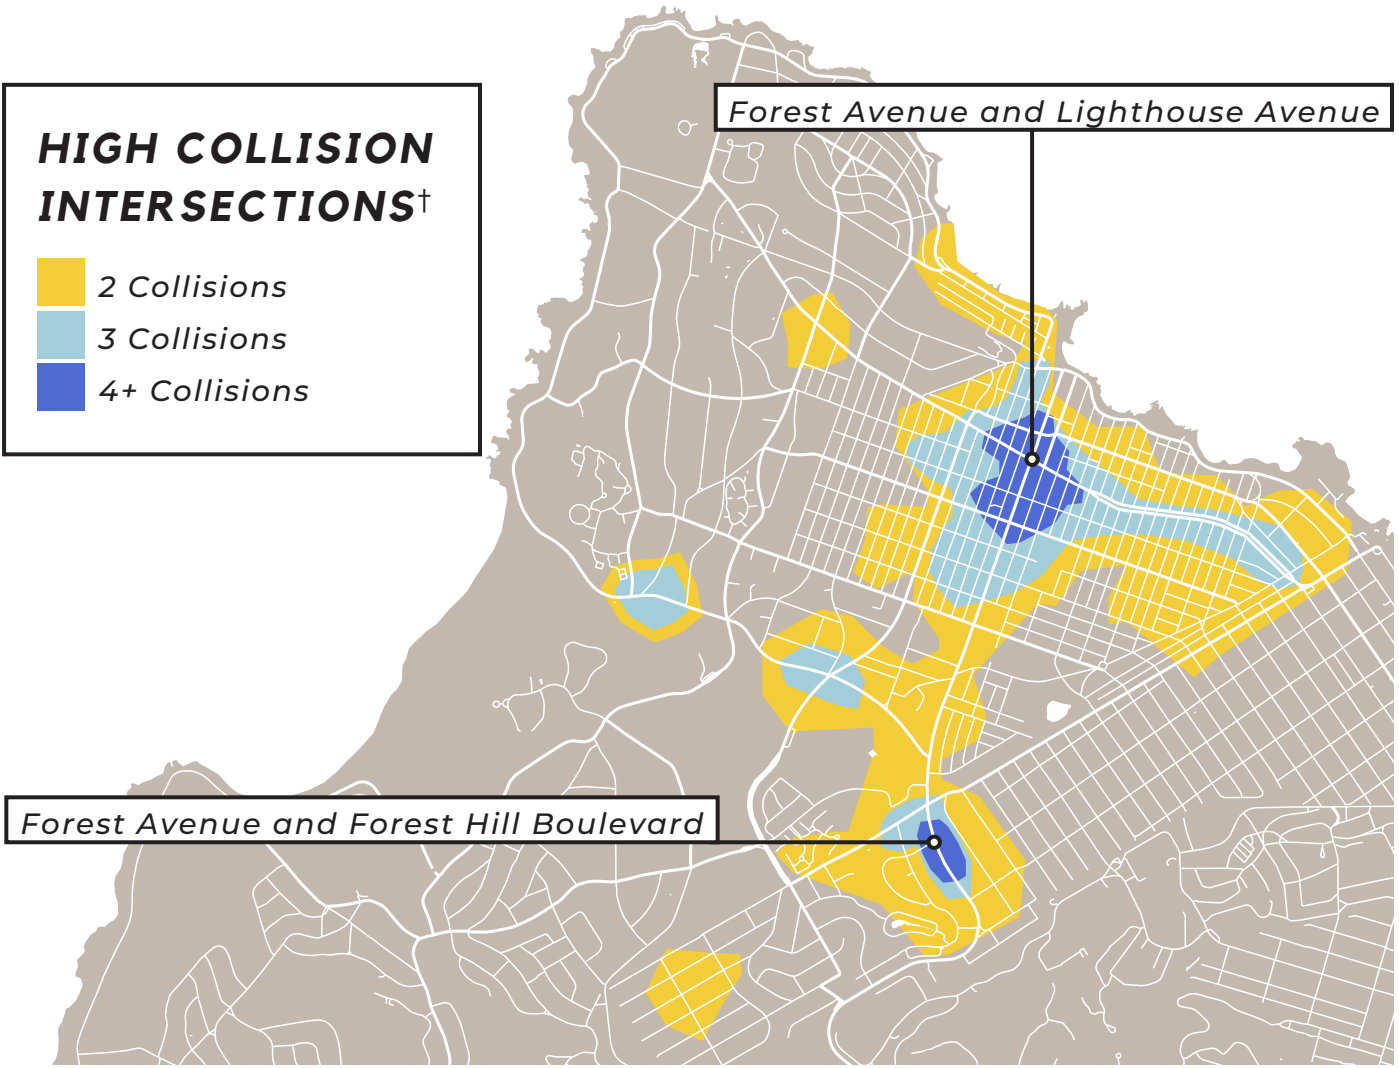 Forest Avenue and Lighthouse Avenue
HIGH COLLISION
INTERSECTIONS†
2 Collisions
3 Collisions
4+ Collisions
Forest Avenue and Forest Hill Boulevard